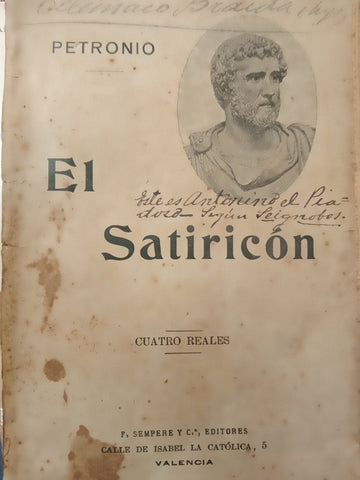 PETRONIO
El
Este es Antonino el Pia-
doso - Según Seignobos.
Satiricón
CUATRO REALES
F. SEMPERE Y C.ª, EDITORES
CALLE DE ISABEL LA CATÓLICA, 5
VALENCIA